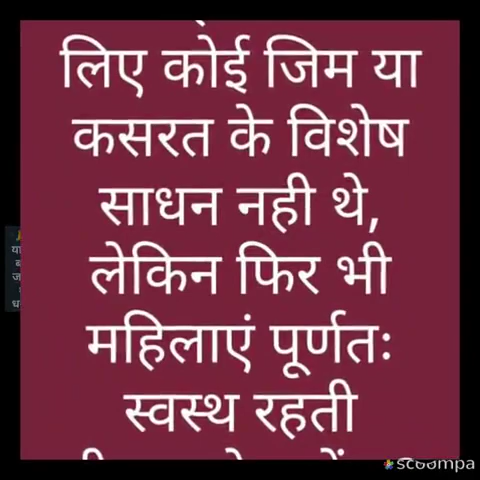 लिए कोई जिम या
कसरत के विशेष
साधन नही थे,
लेकिन फिर भी
महिलाएं पूर्णतः
स्वस्थ रहती
scoompa